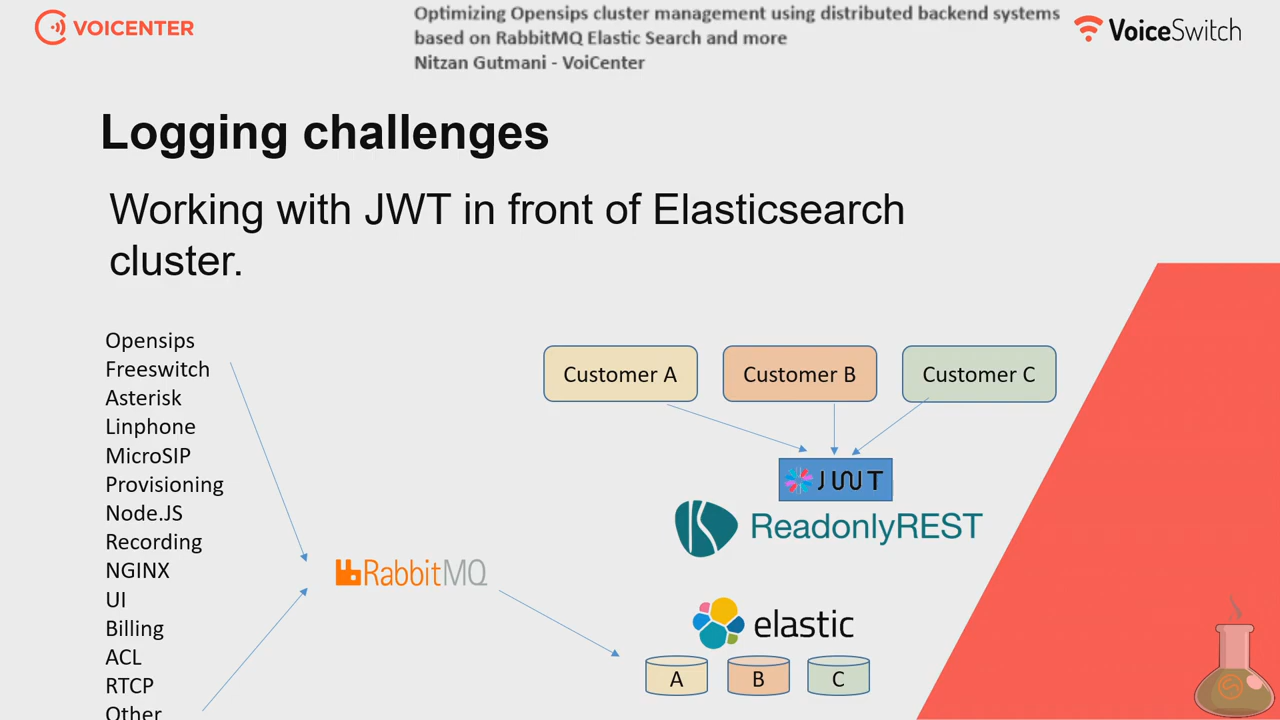 VOICENTER
Optimizing Opensips cluster management using distributed backend systems
based on RabbitMQ Elastic Search and more
Nitzan Gutmani - VoiCenter
VoiceSwitch
Logging challenges
Working with JWT in front of Elasticsearch
cluster.
Opensips
Freeswitch
Asterisk
Linphone
MicroSIP
Provisioning
Node.JS
Recording
NGINX
UI
Billing
ACL
RTCP
Other
RabbitMQ
Customer A
Customer B
Customer C
JWT
ReadonlyREST
elastic
A
B
C